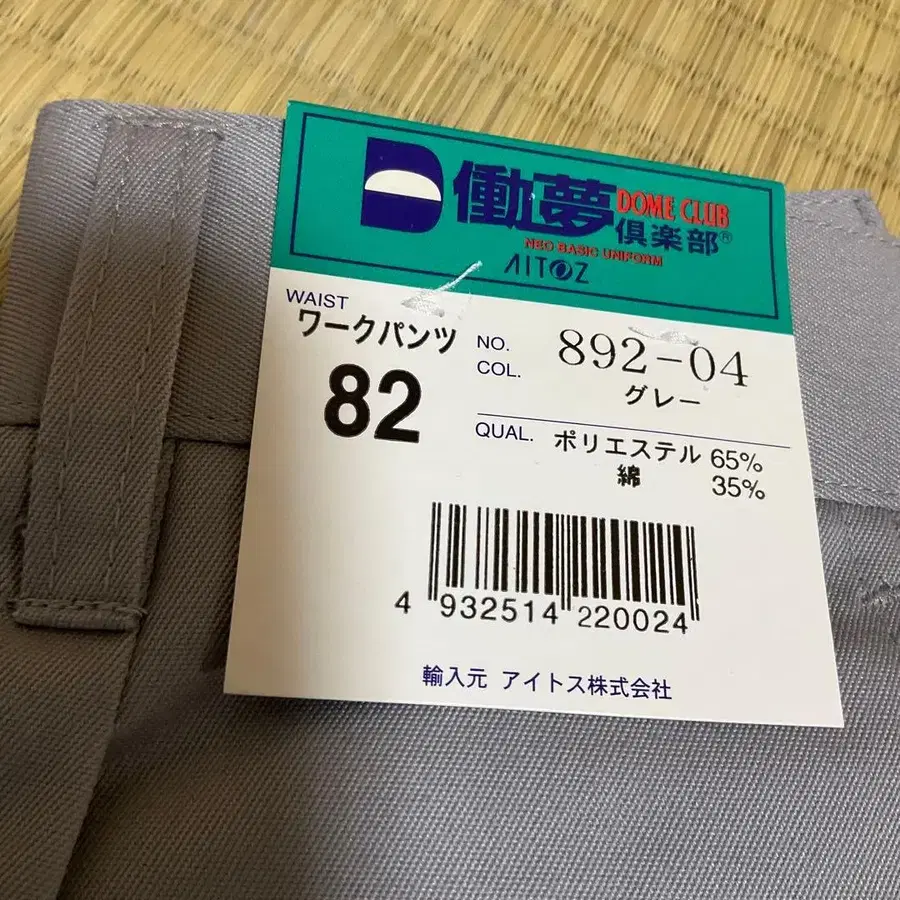 働夢 DOME CLUB
倶楽部®
NEO BASIC UNIFORM
AITOZ
WAIST
ワークパンツ
82
NO. 892-04
COL. グレー
QUAL. ポリエステル 65%
綿 35%
4 932514 220024
輸入元 アイトス株式会社